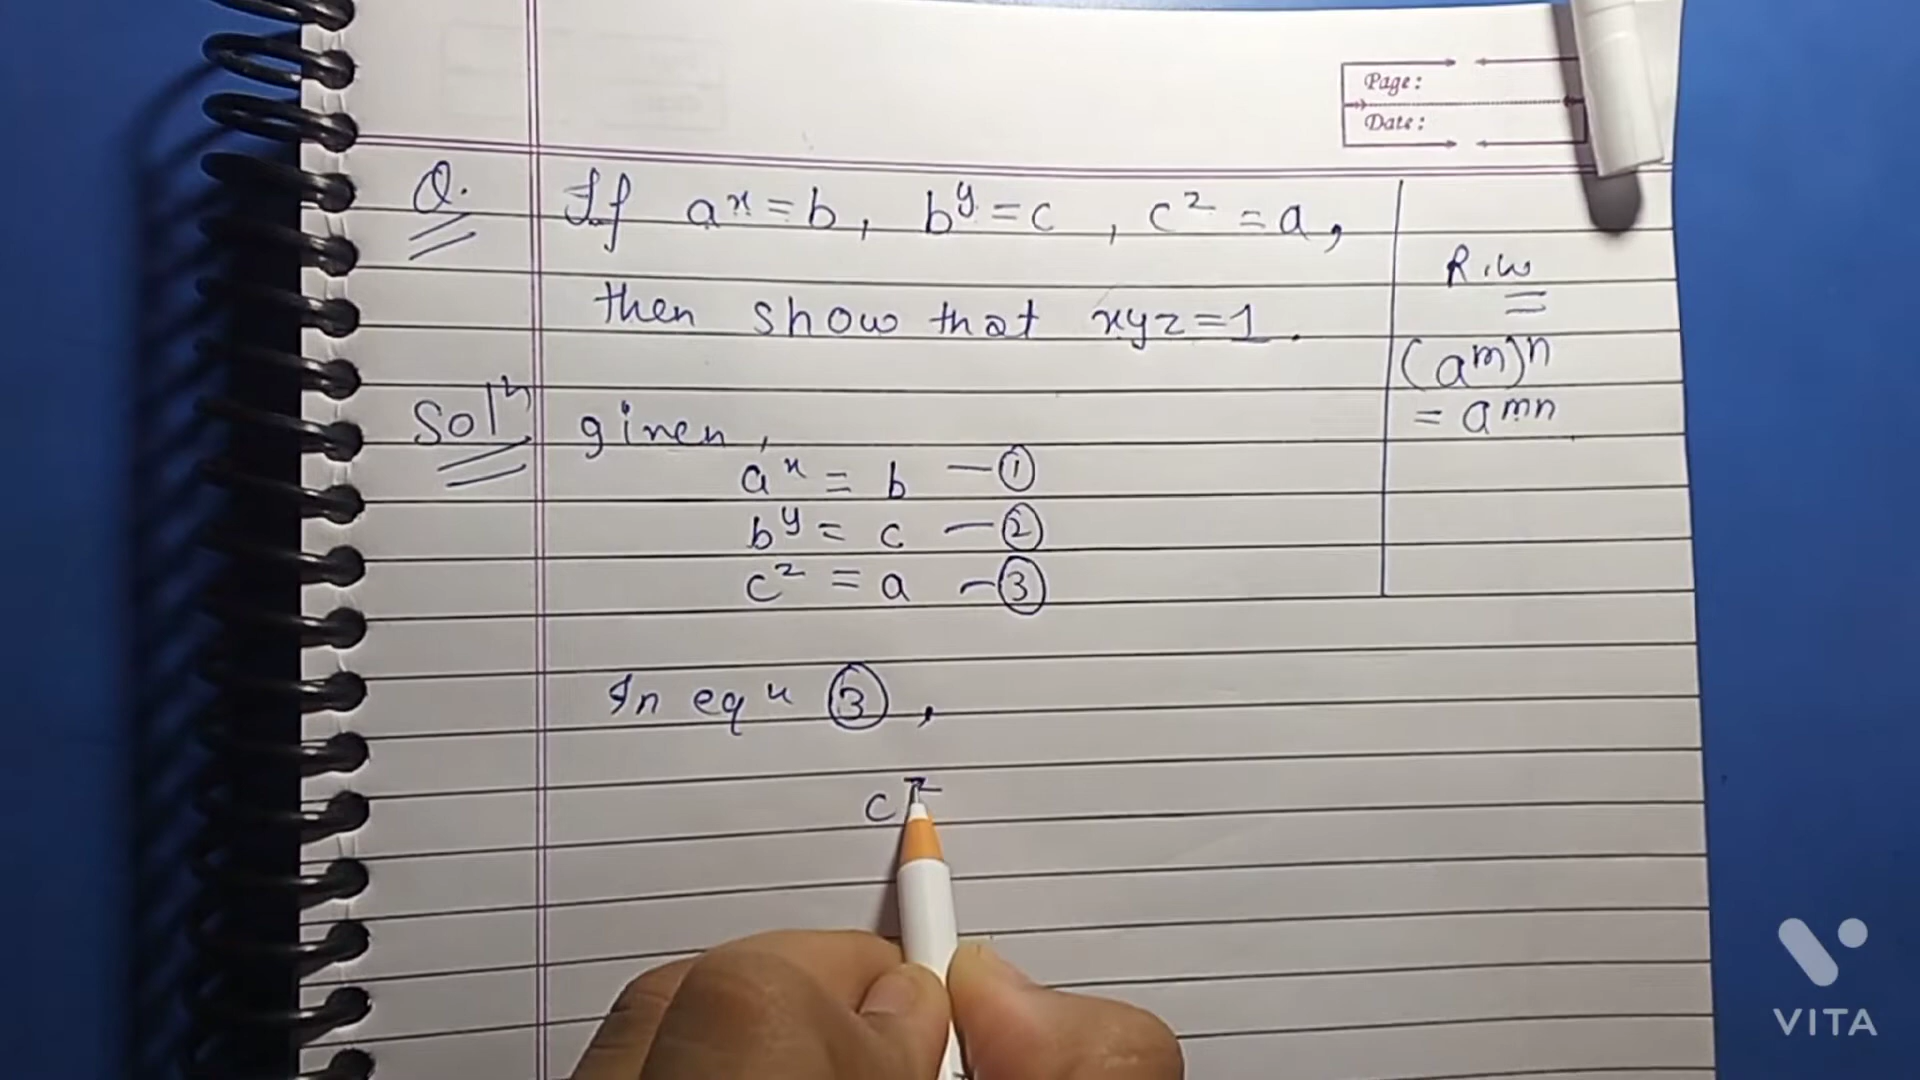 Page:
Date:
Q. If aˣ = b, bʸ = c, cᶻ = a,
then show that xyz = 1.
R.W
(aᵐ)ⁿ
= aᵐⁿ
Solⁿ given,
aˣ = b — ①
bʸ = c — ②
cᶻ = a — ③
In equⁿ ③,
cᶻ
VITA